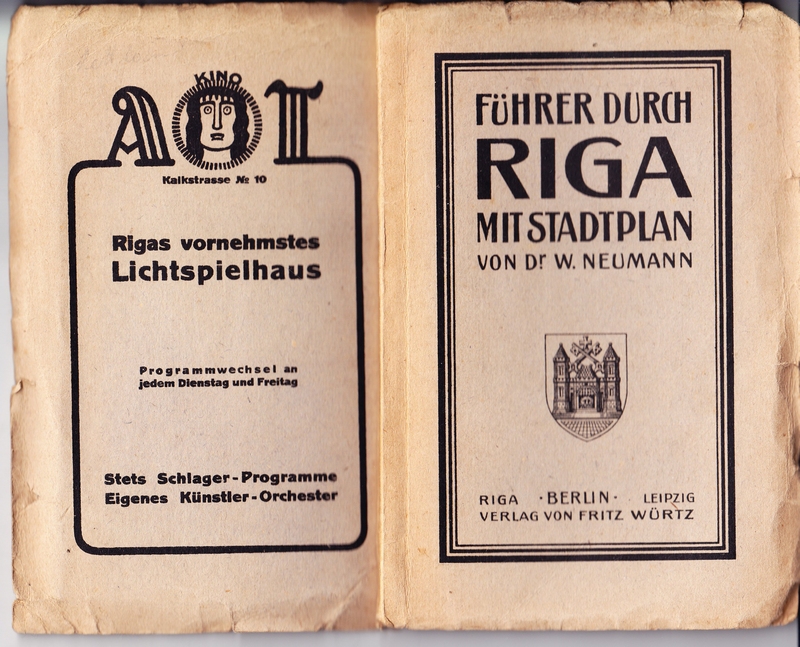 KINO
A T
Kalkstrasse № 10
Rigas vornehmstes
Lichtspielhaus
Programmwechsel an
jedem Dienstag und Freitag
Stets Schlager-Programme
Eigenes Künstler-Orchester
FÜHRER DURCH
RIGA
MIT STADTPLAN
VON Dr W. NEUMANN
RIGA · BERLIN · LEIPZIG
VERLAG VON FRITZ WÜRTZ